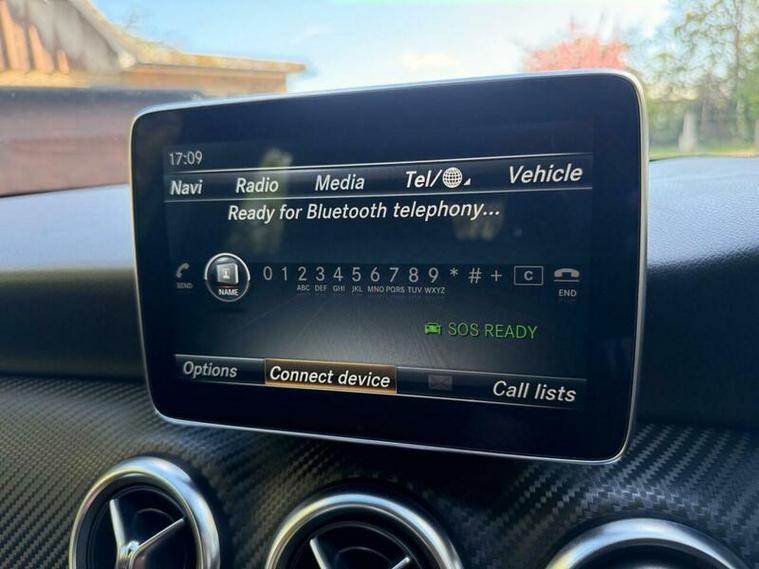 17:09
Navi Radio Media Tel/ Vehicle
Ready for Bluetooth telephony...
0 1 2 3 4 5 6 7 8 9 * # + C
SEND NAME ABC DEF GHI JKL MNO PQRS TUV WXYZ END
SOS READY
Options Connect device Call lists